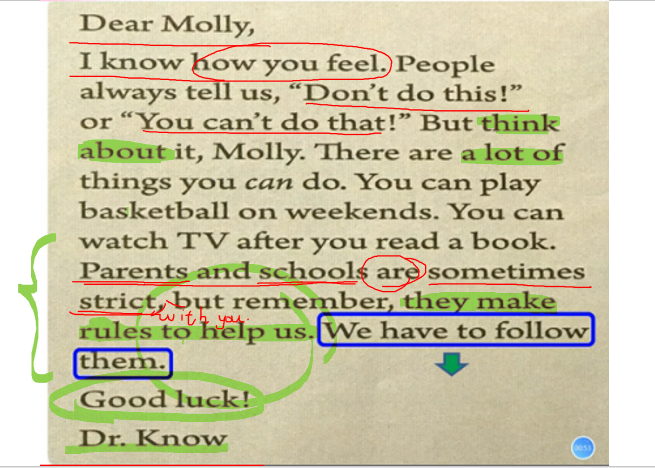 Dear Molly,
I know how you feel. People
always tell us, “Don’t do this!”
or “You can’t do that!” But think
about it, Molly. There are a lot of
things you can do. You can play
basketball on weekends. You can
watch TV after you read a book.
Parents and schools are sometimes
strict, but remember, they make
with you.
rules to help us. We have to follow
them.
Good luck!
Dr. Know
00:53